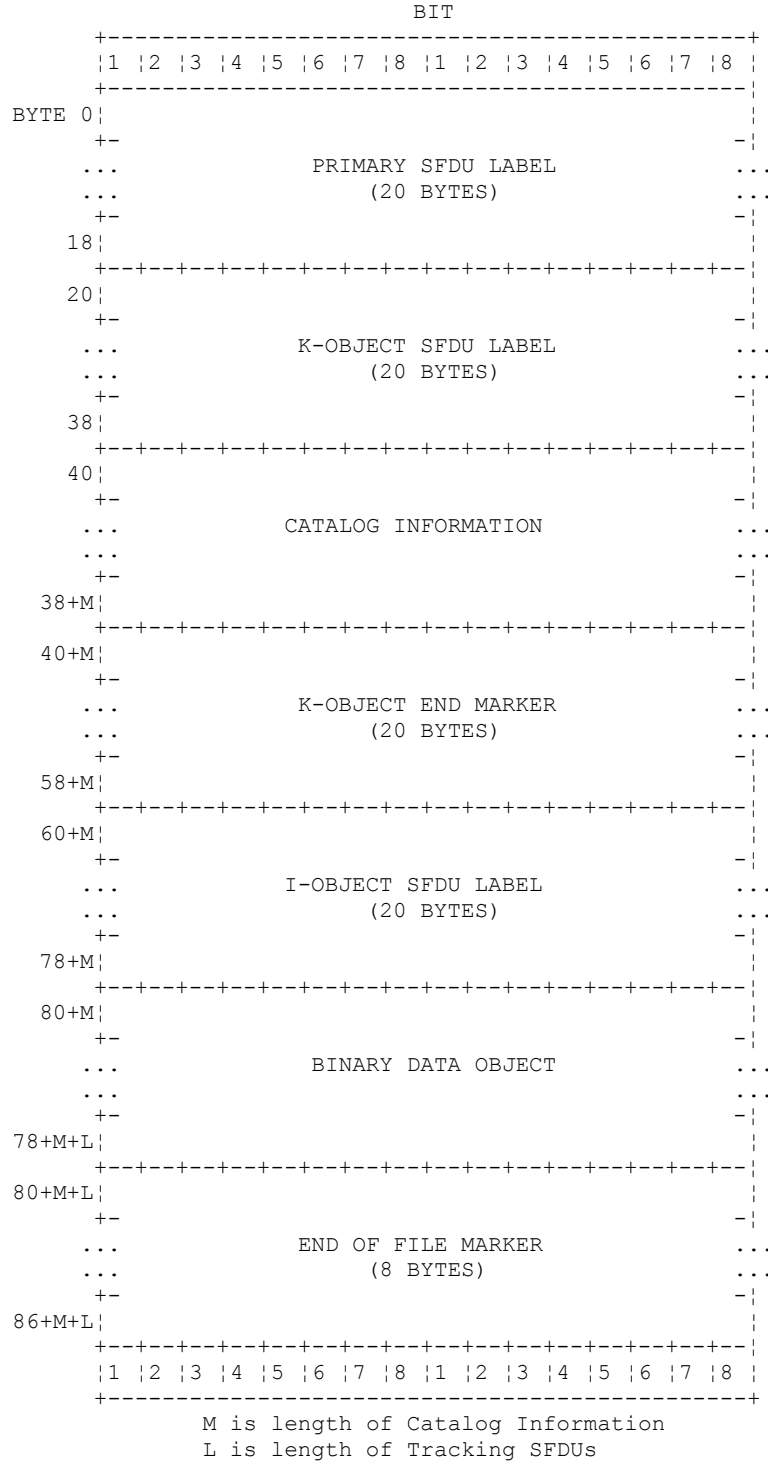 BIT
+-----------------------------------------------+
¦1 ¦2 ¦3 ¦4 ¦5 ¦6 ¦7 ¦8 ¦1 ¦2 ¦3 ¦4 ¦5 ¦6 ¦7 ¦8 ¦
+-----------------------------------------------¦
BYTE 0¦ ¦
+- -¦
... PRIMARY SFDU LABEL ...
... (20 BYTES) ...
+- -¦
18¦ ¦
+--+--+--+--+--+--+--+--+--+--+--+--+--+--+--+--¦
20¦ ¦
+- -¦
... K-OBJECT SFDU LABEL ...
... (20 BYTES) ...
+- -¦
38¦ ¦
+--+--+--+--+--+--+--+--+--+--+--+--+--+--+--+--¦
40¦ ¦
+- -¦
... CATALOG INFORMATION ...
... ...
+- -¦
38+M¦ ¦
+--+--+--+--+--+--+--+--+--+--+--+--+--+--+--+--¦
40+M¦ ¦
+- -¦
... K-OBJECT END MARKER ...
... (20 BYTES) ...
+- -¦
58+M¦ ¦
+--+--+--+--+--+--+--+--+--+--+--+--+--+--+--+--¦
60+M¦ ¦
+- -¦
... I-OBJECT SFDU LABEL ...
... (20 BYTES) ...
+- -¦
78+M¦ ¦
+--+--+--+--+--+--+--+--+--+--+--+--+--+--+--+--¦
80+M¦ ¦
+- -¦
... BINARY DATA OBJECT ...
... ...
+- -¦
78+M+L¦ ¦
+--+--+--+--+--+--+--+--+--+--+--+--+--+--+--+--¦
80+M+L¦ ¦
+- -¦
... END OF FILE MARKER ...
... (8 BYTES) ...
+- -¦
86+M+L¦ ¦
+--+--+--+--+--+--+--+--+--+--+--+--+--+--+--+--¦
¦1 ¦2 ¦3 ¦4 ¦5 ¦6 ¦7 ¦8 ¦1 ¦2 ¦3 ¦4 ¦5 ¦6 ¦7 ¦8 ¦
+-----------------------------------------------+
M is length of Catalog Information
L is length of Tracking SFDUs